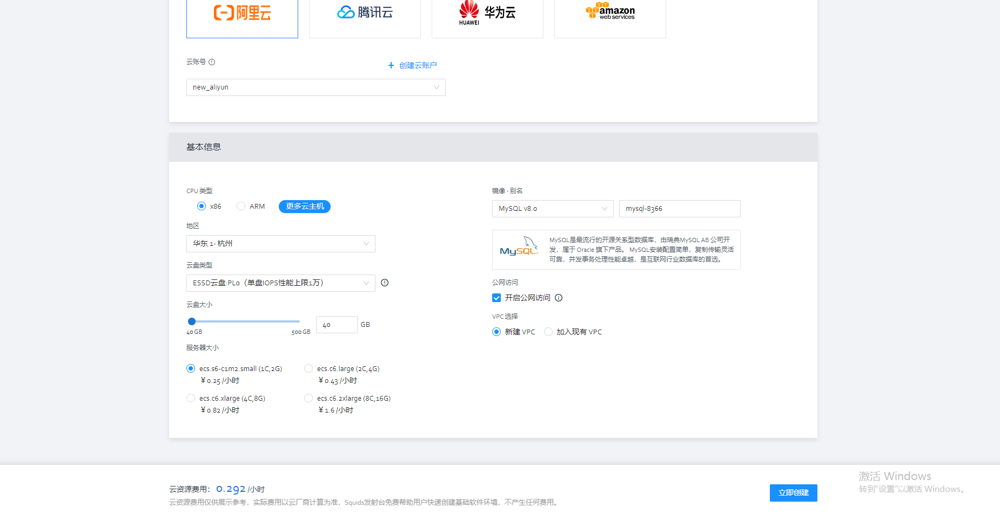 阿里云
腾讯云
HUAWEI 华为云
amazon
web services
云账号
+ 创建云账户
new_aliyun
基本信息
CPU 类型
x86 ARM 更多云主机
地区
华东 1- 杭州
云盘类型
ESSD云盘:PL0（单盘IOPS性能上限1万）
云盘大小
40 GB 500 GB 40 GB
服务器大小
ecs.s6-c1m2.small (1C,2G)
￥0.25 /小时
ecs.c6.large (2C,4G)
￥0.43 /小时
ecs.c6.xlarge (4C,8G)
￥0.82 /小时
ecs.c6.2xlarge (8C,16G)
￥1.6 /小时
镜像 - 别名
MySQL v8.0 mysql-8366
MySQL
MySQL是最流行的开源关系型数据库，由瑞典MySQL AB 公司开
发，属于 Oracle 旗下产品。 MySQL安装配置简单，复制传输灵活
可靠，并发事务处理性能卓越，是互联网行业数据库的首选。
公网访问
开启公网访问
VPC 选择
新建 VPC 加入现有 VPC
云资源费用： 0.292 /小时
云资源费用仅供展示参考，实际费用以云厂商计算为准，Squids发射台免费帮助用户快速创建基础软件环境，不产生任何费用。
立即创建
激活 Windows
转到“设置”以激活 Windows。